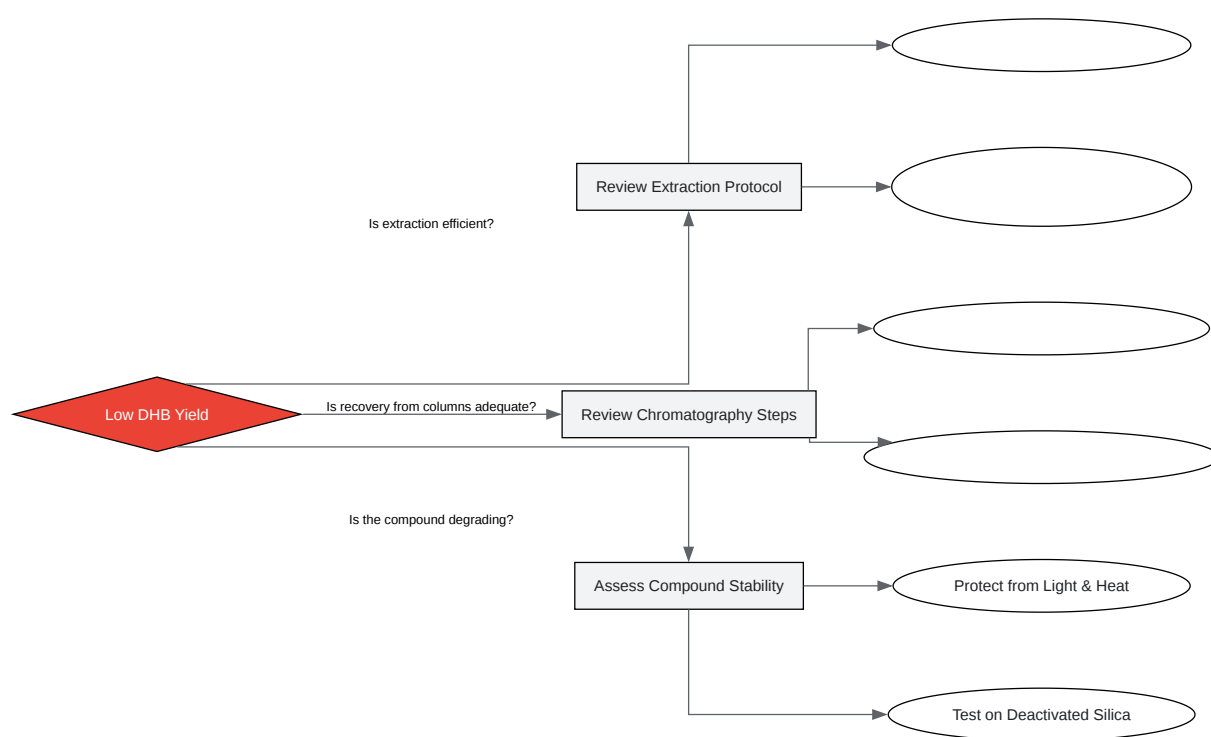 Review Extraction Protocol
Is extraction efficient?
Low DHB Yield
Is recovery from columns adequate?
Review Chromatography Steps
Is the compound degrading?
Assess Compound Stability
Protect from Light & Heat
Test on Deactivated Silica